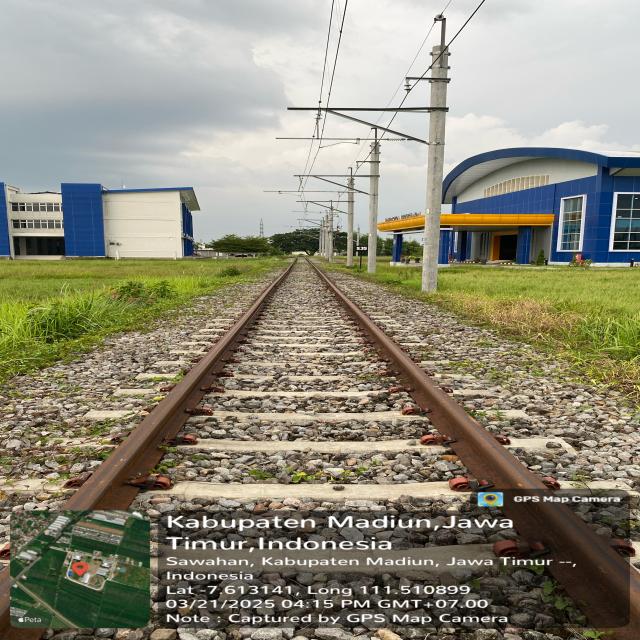 GPS Map Camera
Kabupaten Madiun,Jawa
Timur,Indonesia
Sawahan, Kabupaten Madiun, Jawa Timur --,
Indonesia
Lat -7.613141, Long 111.510899
03/21/2025 04:15 PM GMT+07.00
Note : Captured by GPS Map Camera
Peta